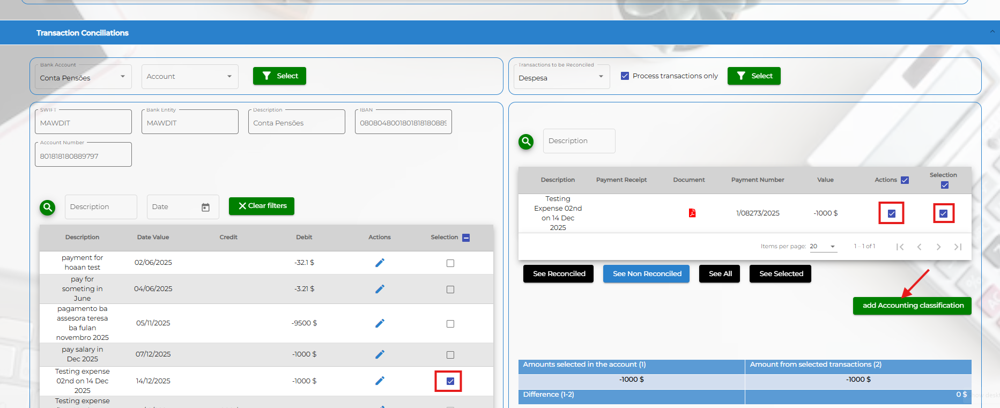 Transaction Conciliations
Bank Account
Conta Pensões
Account
Select
Transactions to be Reconciled
Despesa
Process transactions only
Select
SWIFT
MAWDIT
Bank Entity
MAWDIT
Description
Conta Pensões
IBAN
Account Number
801818180889797
Description
Date
Clear filters
Description Date Value Credit Debit Actions Selection
payment for
hoaan test
02/06/2025 -32.1 $
pay for
someting in
June
04/06/2025 -3.21 $
pagamento ba
assesora teresa
ba fulan
novembro 2025
05/11/2025 -9500 $
pay salary in
Dec 2025
07/12/2025 -1000 $
Testing expense
02nd on 14 Dec
2025
14/12/2025 -1000 $
Testing expense
Description
Description Payment Receipt Document Payment Number Value Actions Selection
Testing
Expense 02nd
on 14 Dec
2025
1/08273/2025 -1000 $
Items per page: 20 1 - 1 of 1
See Reconciled See Non Reconciled See All See Selected
add Accounting classification
Amounts selected in the account (1) Amount from selected transactions (2)
-1000 $ -1000 $
Difference (1-2) 0 $